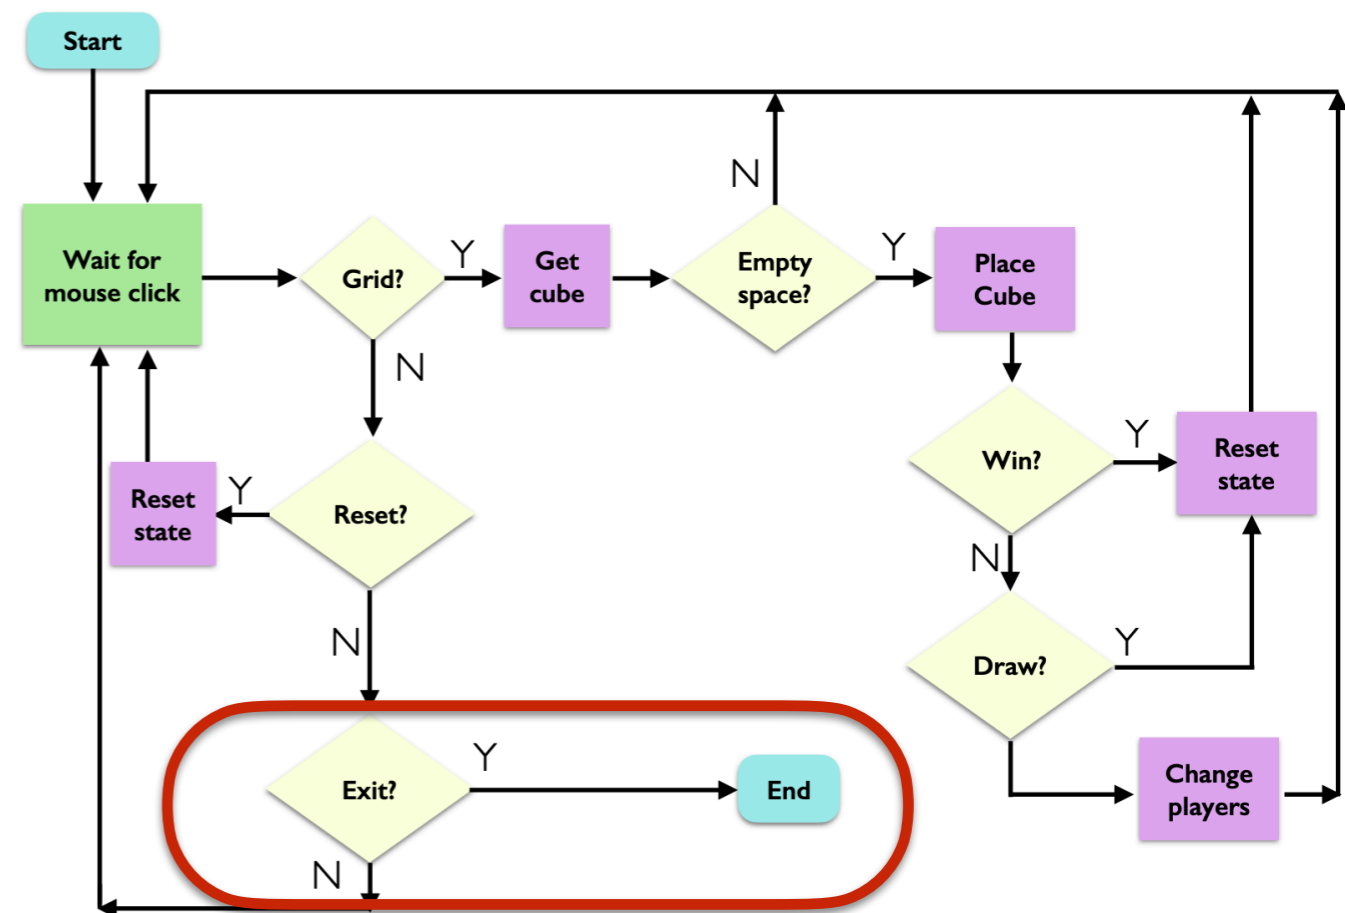 Start
N
Wait for
mouse click
Grid?
Y
Get
cube
Empty
space?
Y
Place
Cube
N
Win?
Y
Reset
state
Reset
state
Y
Reset?
N
N
Draw?
Y
Exit?
Y
End
Change
players
N